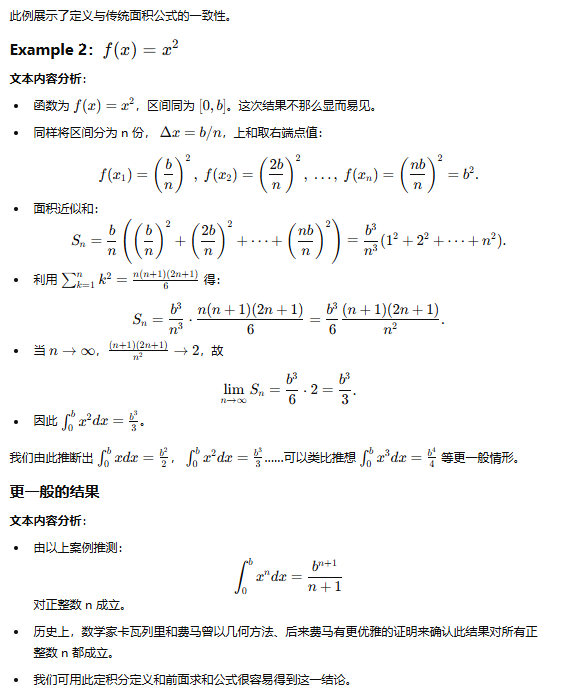 此例展示了定义与传统面积公式的一致性。
Example 2：f(x) = x²
文本内容分析：
• 函数为 f(x) = x²，区间同为 [0, b]。这次结果不那么显而易见。
• 同样将区间分为 n 份， Δx = b/n，上和取右端点值：
f(x₁) = (b/n)², f(x₂) = (2b/n)², …, f(xₙ) = (nb/n)² = b².
• 面积近似和：
Sₙ = b/n ((b/n)² + (2b/n)² + ⋯ + (nb/n)²) = b³/n³ (1² + 2² + ⋯ + n²).
• 利用 ∑ₖ₌₁ⁿ k² = n(n+1)(2n+1)/6 得：
Sₙ = b³/n³ · n(n + 1)(2n + 1)/6 = b³/6 (n + 1)(2n + 1)/n².
• 当 n → ∞，(n+1)(2n+1)/n² → 2，故
lim n→∞ Sₙ = b³/6 · 2 = b³/3.
• 因此 ∫₀ᵇ x²dx = b³/3。
我们由此推断出 ∫₀ᵇ xdx = b²/2， ∫₀ᵇ x²dx = b³/3……可以类比推想 ∫₀ᵇ x³dx = b⁴/4 等更一般情形。
更一般的结果
文本内容分析：
• 由以上案例推测：
∫₀ᵇ xⁿdx = bⁿ⁺¹/(n + 1)
对正整数 n 成立。
• 历史上，数学家卡瓦列里和费马曾以几何方法、后来费马有更优雅的证明来确认此结果对所有正
整数 n 都成立。
• 我们可用此定积分定义和前面求和公式很容易得到这一结论。